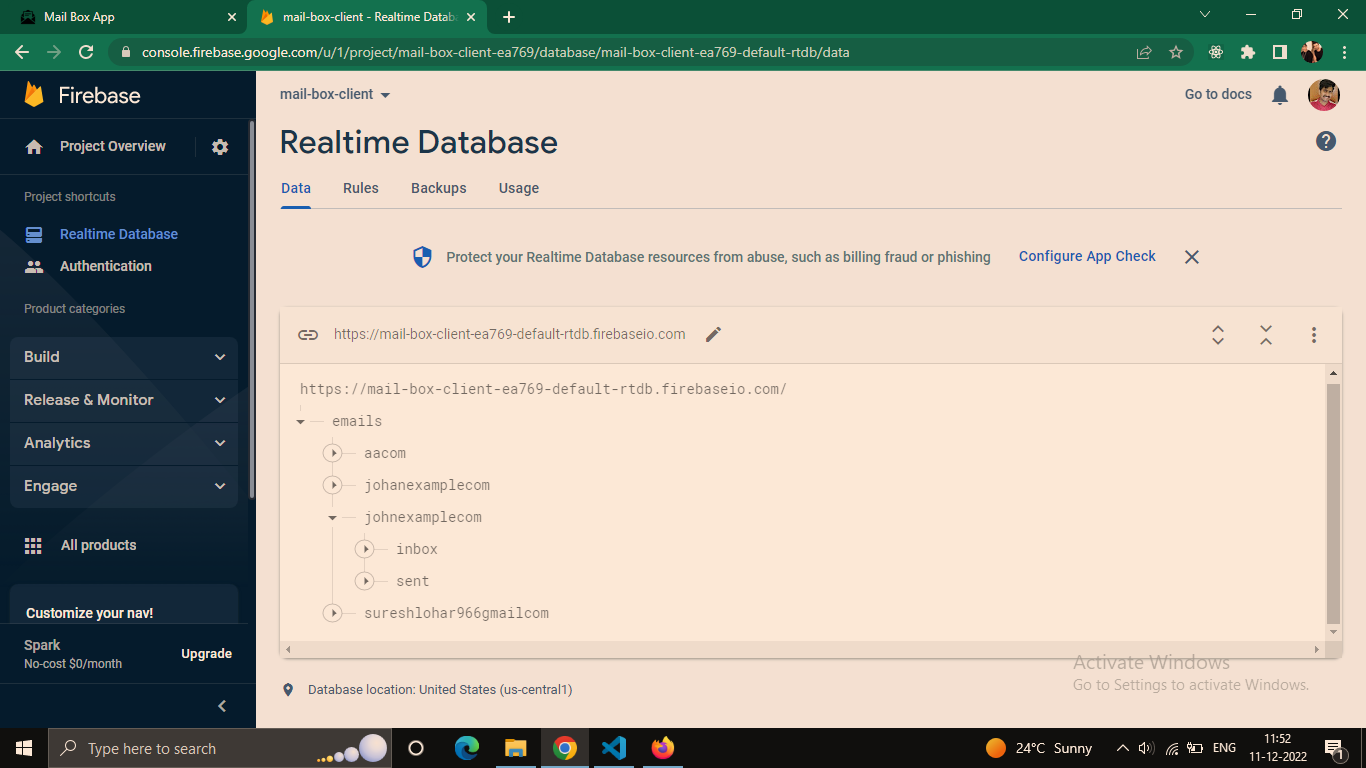 Mail Box App
mail-box-client - Realtime Datab
console.firebase.google.com/u/1/project/mail-box-client-ea769/database/mail-box-client-ea769-default-rtdb/data
Firebase
mail-box-client
Go to docs
Project Overview
Realtime Database
Project shortcuts
Data Rules Backups Usage
Realtime Database
Authentication
Protect your Realtime Database resources from abuse, such as billing fraud or phishing
Configure App Check
Product categories
Build
Release & Monitor
Analytics
Engage
All products
Customize your nav!
Spark
No-cost $0/month
Upgrade
https://mail-box-client-ea769-default-rtdb.firebaseio.com
https://mail-box-client-ea769-default-rtdb.firebaseio.com/
emails
aacom
johanexamplecom
johnexamplecom
inbox
sent
sureshlohar966gmailcom
Database location: United States (us-central1)
Activate Windows
Go to Settings to activate Windows.
Type here to search
24°C Sunny
ENG
11:52
11-12-2022
1